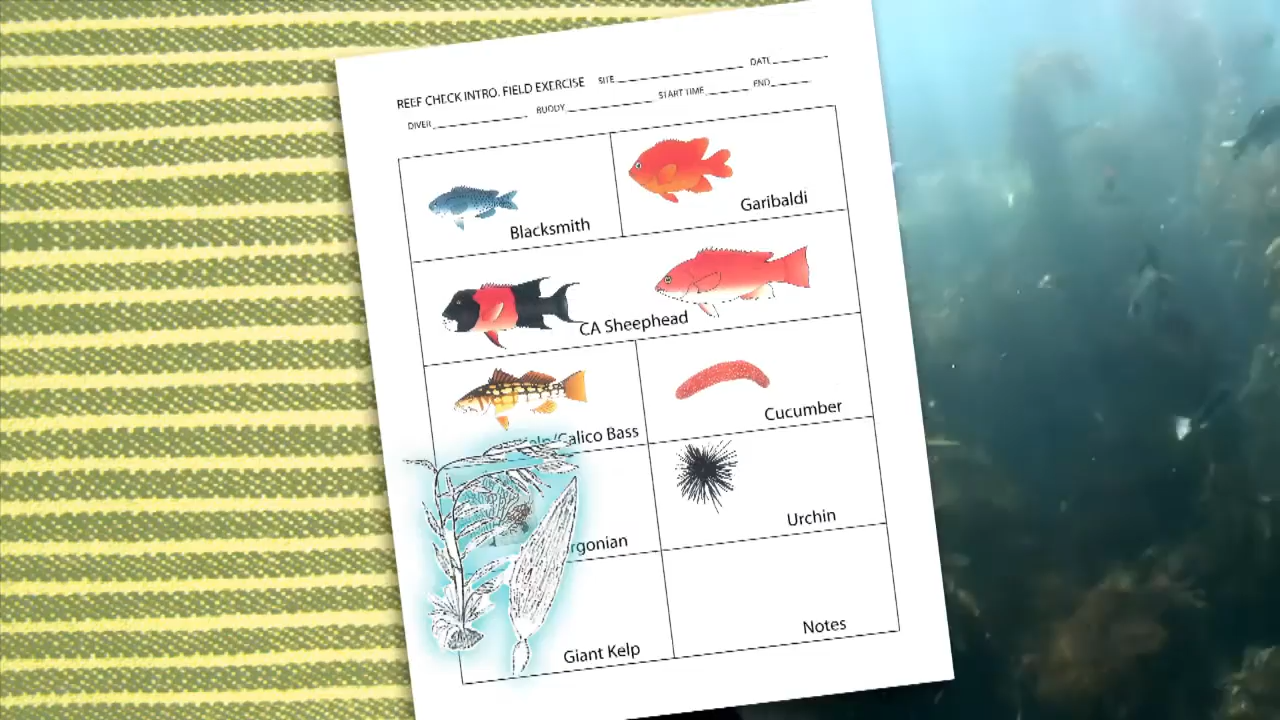 REEF CHECK INTRO. FIELD EXERCISE SITE DATE
DIVER BUDDY START TIME END
Blacksmith
Garibaldi
CA Sheephead
Calico Bass
Cucumber
Urchin
Giant Kelp
Notes